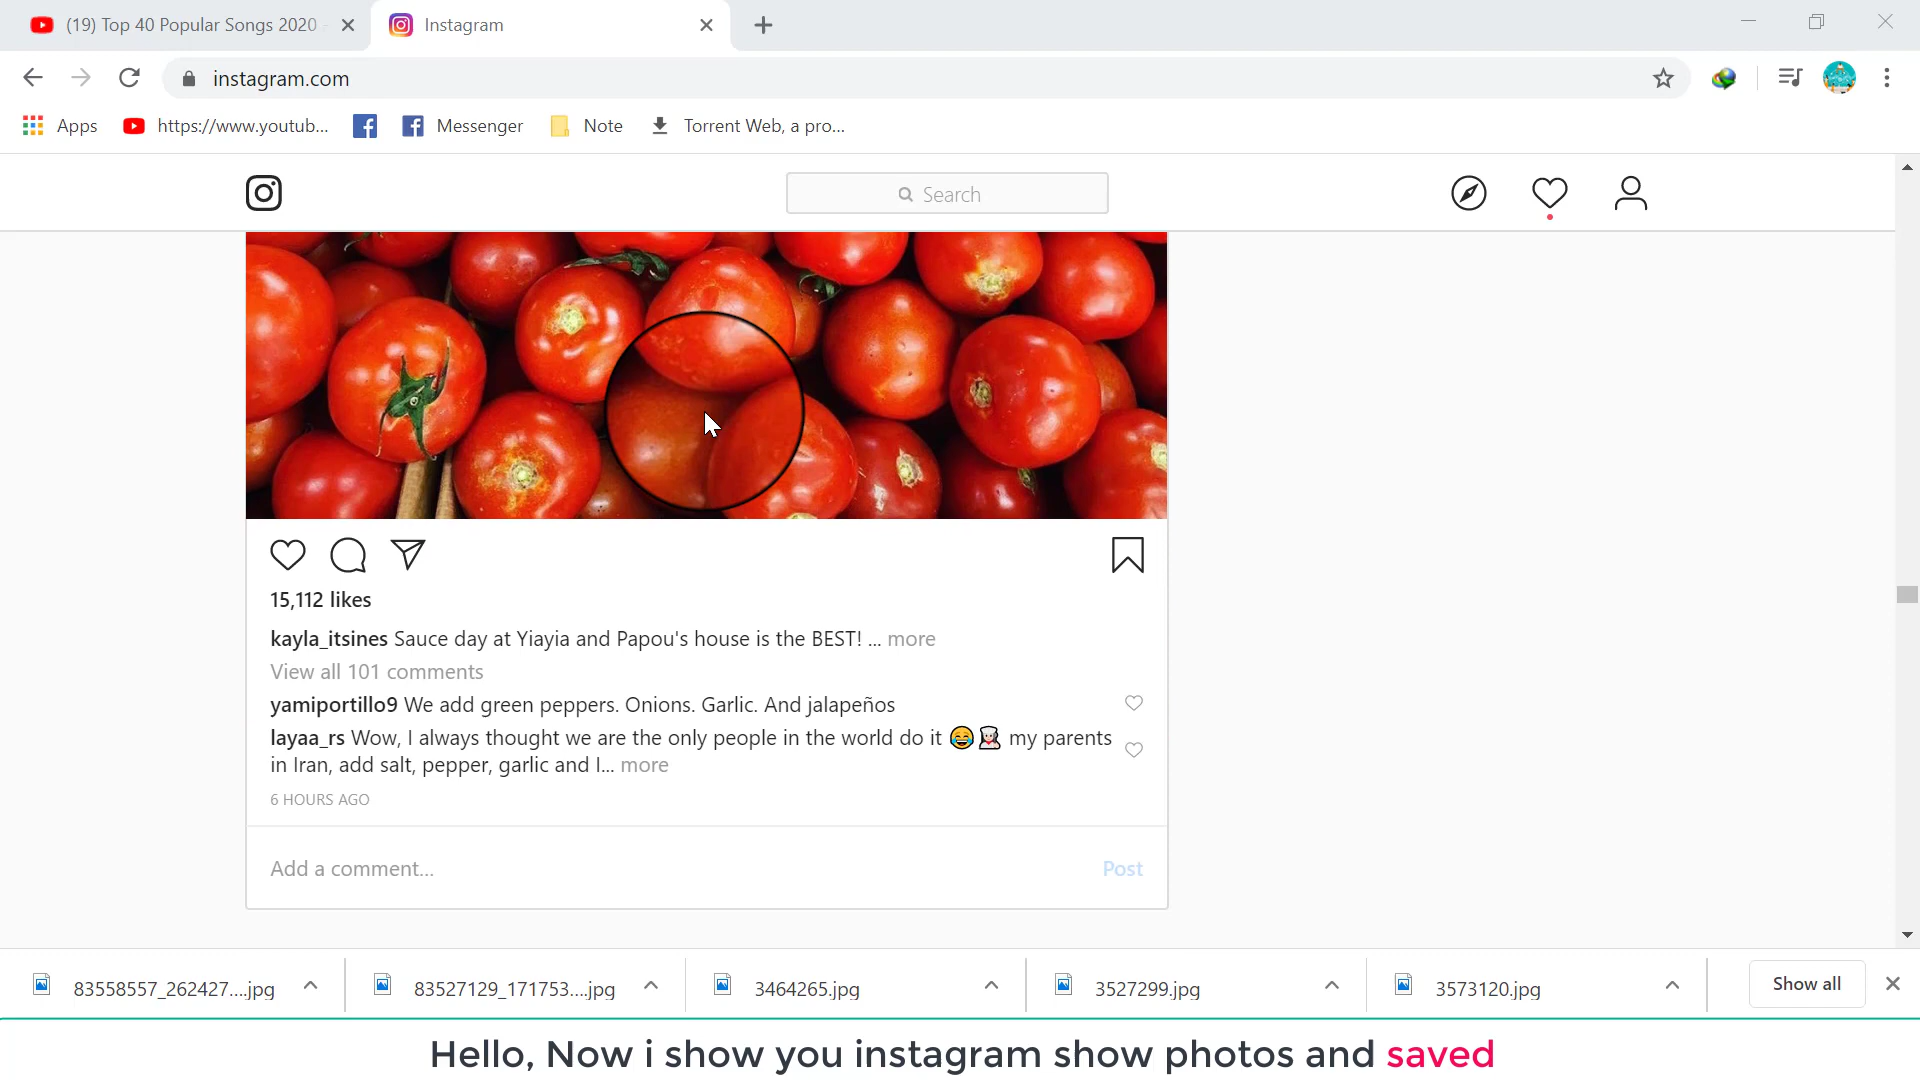 (19) Top 40 Popular Songs 2020
Instagram
instagram.com
Apps
https://www.youtub...
Messenger
Note
Torrent Web, a pro...
Search
15,112 likes
kayla_itsines Sauce day at Yiayia and Papou's house is the BEST! ... more
View all 101 comments
yamiportillo9 We add green peppers. Onions. Garlic. And jalapeños
layaa_rs Wow, I always thought we are the only people in the world do it 😂👨‍🍳 my parents
in Iran, add salt, pepper, garlic and l... more
6 HOURS AGO
Add a comment...
Post
83558557_262427....jpg
83527129_171753....jpg
3464265.jpg
3527299.jpg
3573120.jpg
Show all
Hello, Now i show you instagram show photos and saved